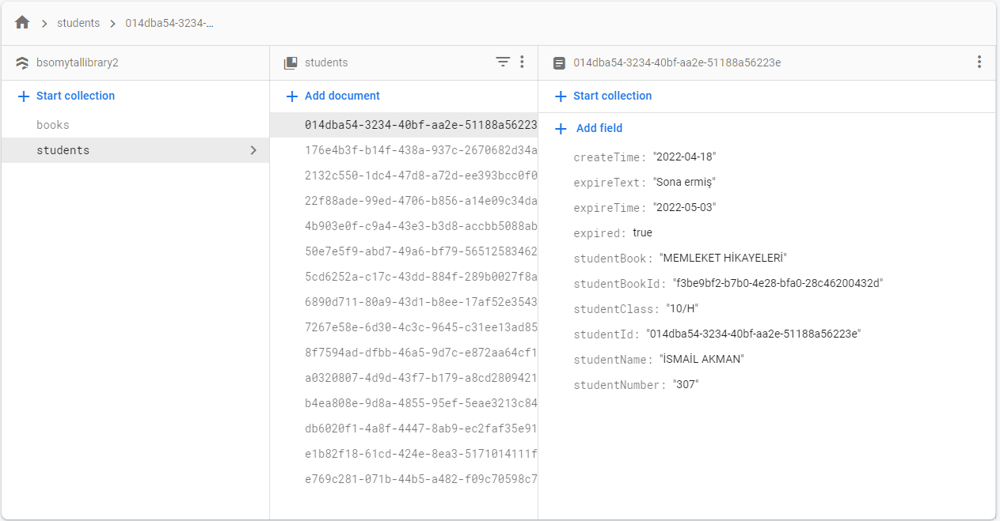 students
014dba54-3234-...
bsomytallibrary2
Start collection
books
students
students
Add document
014dba54-3234-40bf-aa2e-51188a56223
176e4b3f-b14f-438a-937c-2670682d34a
2132c550-1dc4-47d8-a72d-ee393bcc0f0
22f88ade-99ed-4706-b856-a14e09c34da
4b903e0f-c9a4-43e3-b3d8-accbb5088ab
50e7e5f9-abd7-49a6-bf79-56512583462
5cd6252a-c17c-43dd-884f-289b0027f8a
6890d711-80a9-43d1-b8ee-17af52e3543
7267e58e-6d30-4c3c-9645-c31ee13ad85
8f7594ad-dfbb-46a5-9d7c-e872aa64cf1
a0320807-4d9d-43f7-b179-a8cd2809421
b4ea808e-9d8a-4855-95ef-5eae3213c84
db6020f1-4a8f-4447-8ab9-ec2faf35e91
e1b82f18-61cd-424e-8ea3-5171014111f
e769c281-071b-44b5-a482-f09c70598c7
014dba54-3234-40bf-aa2e-51188a56223e
Start collection
Add field
createTime: "2022-04-18"
expireText: "Sona ermiş"
expireTime: "2022-05-03"
expired: true
studentBook: "MEMLEKET HİKAYELERİ"
studentBookId: "f3be9bf2-b7b0-4e28-bfa0-28c46200432d"
studentClass: "10/H"
studentId: "014dba54-3234-40bf-aa2e-51188a56223e"
studentName: "İSMAİL AKMAN"
studentNumber: "307"